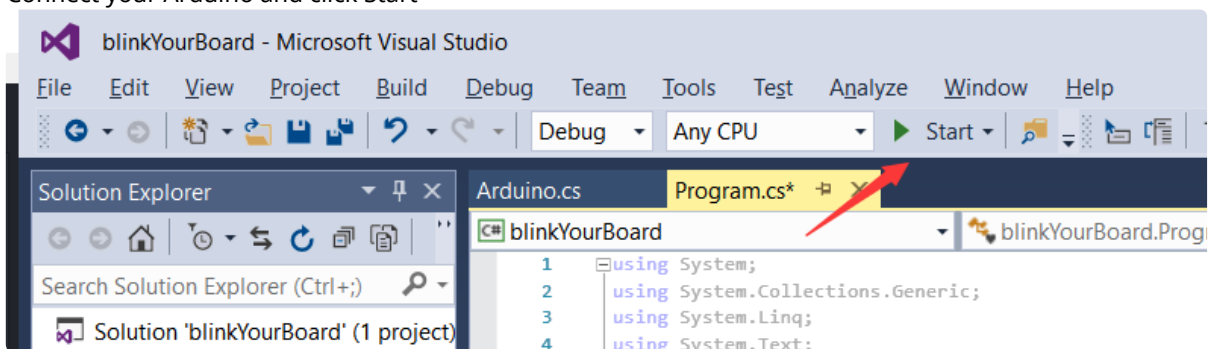 Connect your Arduino and click Start
blinkYourBoard - Microsoft Visual Studio
File Edit View Project Build Debug Team Tools Test Analyze Window Help
Debug Any CPU Start
Solution Explorer
Arduino.cs Program.cs*
C# blinkYourBoard
Search Solution Explorer (Ctrl+;)
Solution 'blinkYourBoard' (1 project)
1 using System;
2 using System.Collections.Generic;
3 using System.Linq;
4 using System.Text;